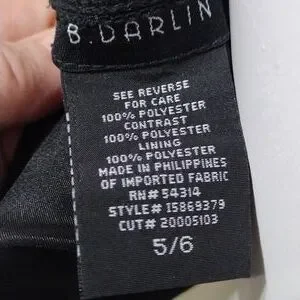 B. DARLIN
SEE REVERSE
FOR CARE
100% POLYESTER
CONTRAST
100% POLYESTER
LINING
100% POLYESTER
MADE IN PHILIPPINES
OF IMPORTED FABRIC
RN# 54314
STYLE# I5869379
CUT# 20005103
5/6